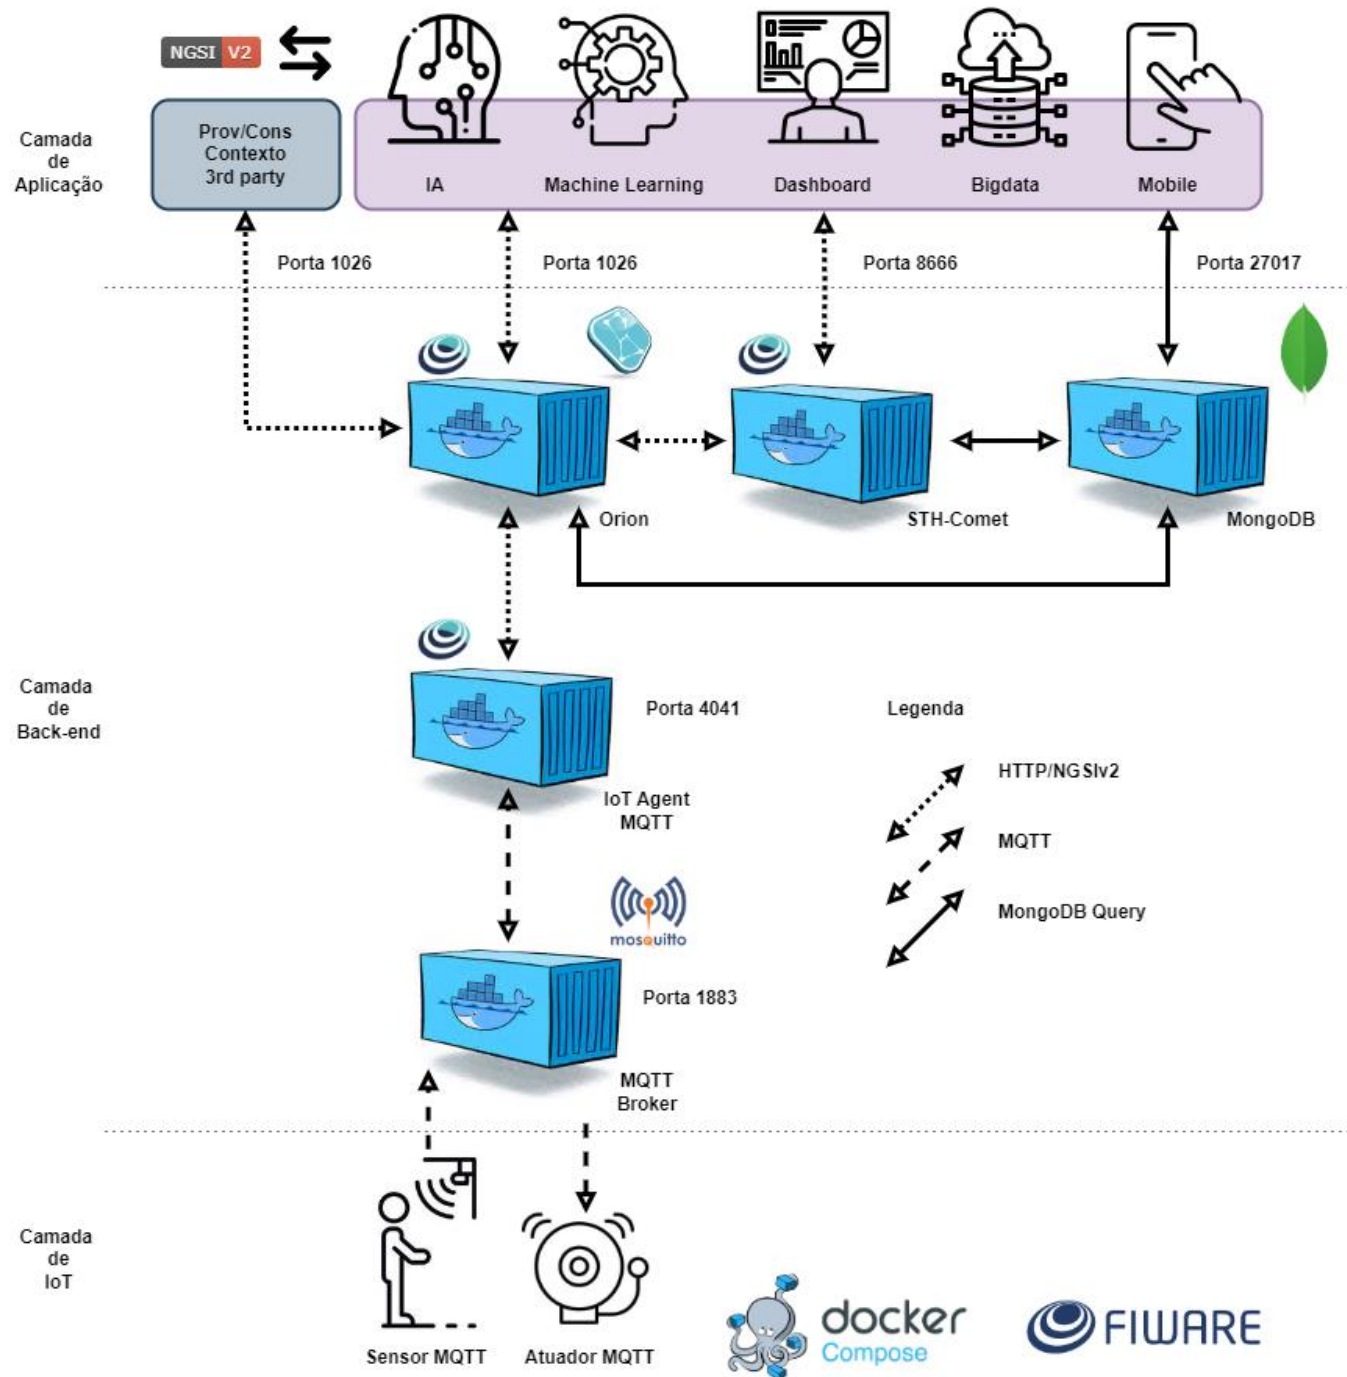 NGSI V2
Camada
de
Aplicação
Prov/Cons
Contexto
3rd party
IA
Machine Learning
Dashboard
Bigdata
Mobile
Porta 1026
Porta 1026
Porta 8666
Porta 27017
Orion
STH-Comet
MongoDB
Camada
de
Back-end
Porta 4041
IoT Agent
MQTT
Legenda
HTTP/NGSIv2
MQTT
MongoDB Query
mosquitto
Porta 1883
MQTT
Broker
Camada
de
IoT
Sensor MQTT
Atuador MQTT
docker
Compose
FIWARE